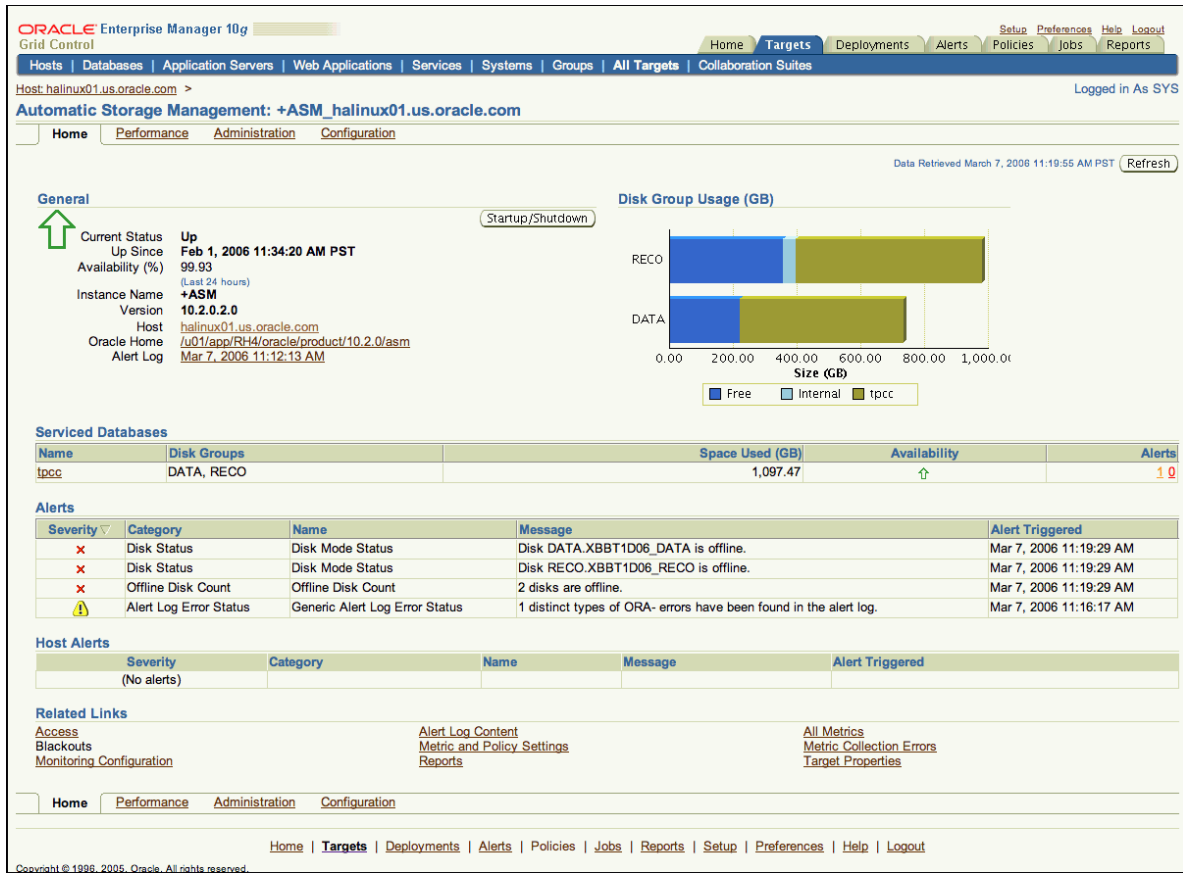 ORACLE Enterprise Manager 10g
Grid Control
Setup Preferences Help Logout
Home Targets Deployments Alerts Policies Jobs Reports
Hosts | Databases | Application Servers | Web Applications | Services | Systems | Groups | All Targets | Collaboration Suites
Host: halinux01.us.oracle.com >
Logged in As SYS
Automatic Storage Management: +ASM_halinux01.us.oracle.com
Home Performance Administration Configuration
Data Retrieved March 7, 2006 11:19:55 AM PST Refresh
General
Startup/Shutdown
Current Status Up
Up Since Feb 1, 2006 11:34:20 AM PST
Availability (%) 99.93
(Last 24 hours)
Instance Name +ASM
Version 10.2.0.2.0
Host halinux01.us.oracle.com
Oracle Home /u01/app/RH4/oracle/product/10.2.0/asm
Alert Log Mar 7, 2006 11:12:13 AM
Disk Group Usage (GB)
RECO
DATA
0.00 200.00 400.00 600.00 800.00 1,000.0
Size (GB)
Free Internal tpcc
Serviced Databases
Name Disk Groups Space Used (GB) Availability Alerts
tpcc DATA, RECO 1,097.47 1 0
Alerts
Severity Category Name Message Alert Triggered
Disk Status Disk Mode Status Disk DATA.XBBT1D06_DATA is offline. Mar 7, 2006 11:19:29 AM
Disk Status Disk Mode Status Disk RECO.XBBT1D06_RECO is offline. Mar 7, 2006 11:19:29 AM
Offline Disk Count Offline Disk Count 2 disks are offline. Mar 7, 2006 11:19:29 AM
Alert Log Error Status Generic Alert Log Error Status 1 distinct types of ORA- errors have been found in the alert log. Mar 7, 2006 11:16:17 AM
Host Alerts
Severity Category Name Message Alert Triggered
(No alerts)
Related Links
Access Alert Log Content All Metrics
Blackouts Metric and Policy Settings Metric Collection Errors
Monitoring Configuration Reports Target Properties
Home Performance Administration Configuration
Home | Targets | Deployments | Alerts | Policies | Jobs | Reports | Setup | Preferences | Help | Logout
Copyright © 1996, 2005, Oracle. All rights reserved.